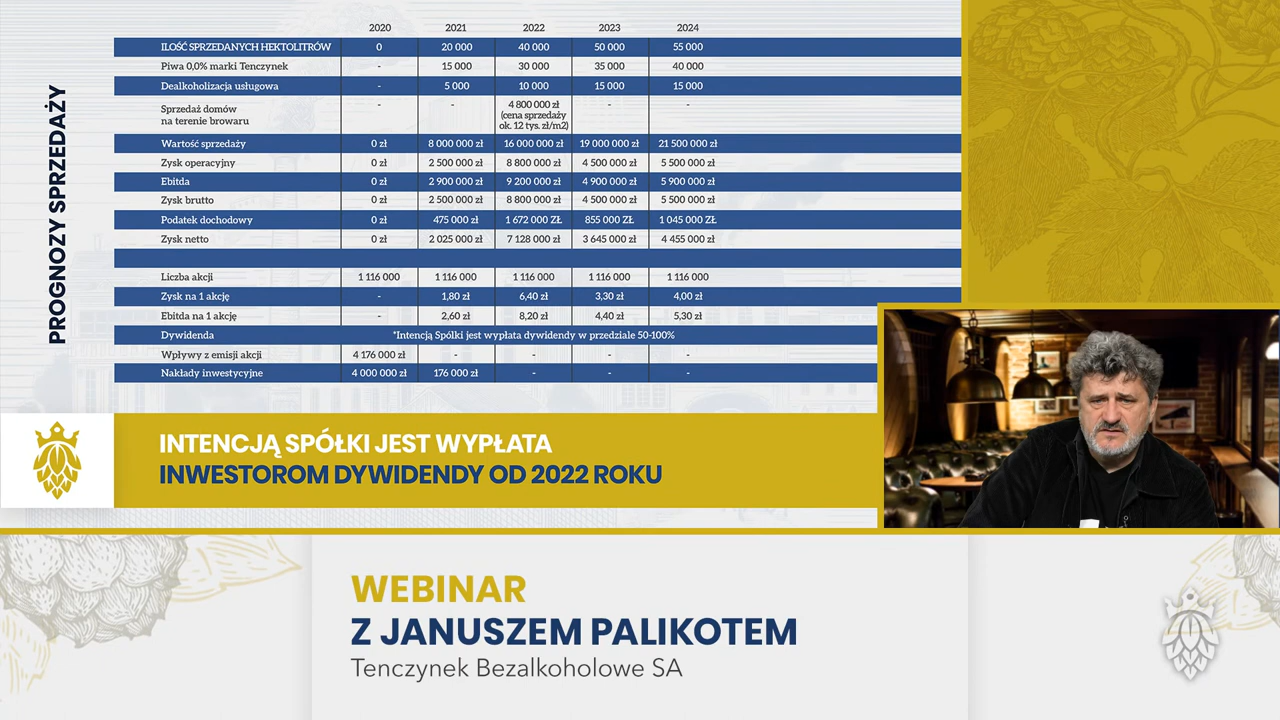 PROGNOZY SPRZEDAŻY
2020 2021 2022 2023 2024
ILOŚĆ SPRZEDANYCH HEKTOLITRÓW 0 20 000 40 000 50 000 55 000
Piwa 0,0% marki Tenczynek - 15 000 30 000 35 000 40 000
Dealkoholizacja usługowa - 5 000 10 000 15 000 15 000
Sprzedaż domów
na terenie browaru - - 4 800 000 zł
(cena sprzedaży
ok. 12 tys. zł/m2) - -
Wartość sprzedaży 0 zł 8 000 000 zł 16 000 000 zł 19 000 000 zł 21 500 000 zł
Zysk operacyjny 0 zł 2 500 000 zł 8 800 000 zł 4 500 000 zł 5 500 000 zł
Ebitda 0 zł 2 900 000 zł 9 200 000 zł 4 900 000 zł 5 900 000 zł
Zysk brutto 0 zł 2 500 000 zł 8 800 000 zł 4 500 000 zł 5 500 000 zł
Podatek dochodowy 0 zł 475 000 zł 1 672 000 ZŁ 855 000 ZŁ 1 045 000 ZŁ
Zysk netto 0 zł 2 025 000 zł 7 128 000 zł 3 645 000 zł 4 455 000 zł
Liczba akcji 1 116 000 1 116 000 1 116 000 1 116 000 1 116 000
Zysk na 1 akcję - 1,80 zł 6,40 zł 3,30 zł 4,00 zł
Ebitda na 1 akcję - 2,60 zł 8,20 zł 4,40 zł 5,30 zł
Dywidenda *Intencją Spólki jest wypłata dywidendy w przedziale 50-100%
Wpływy z emisji akcji 4 176 000 zł - - - -
Nakłady inwestycyjne 4 000 000 zł 176 000 zł - - -
INTENCJĄ SPÓŁKI JEST WYPŁATA
INWESTOROM DYWIDENDY OD 2022 ROKU
WEBINAR
Z JANUSZEM PALIKOTEM
Tenczynek Bezalkoholowe SA